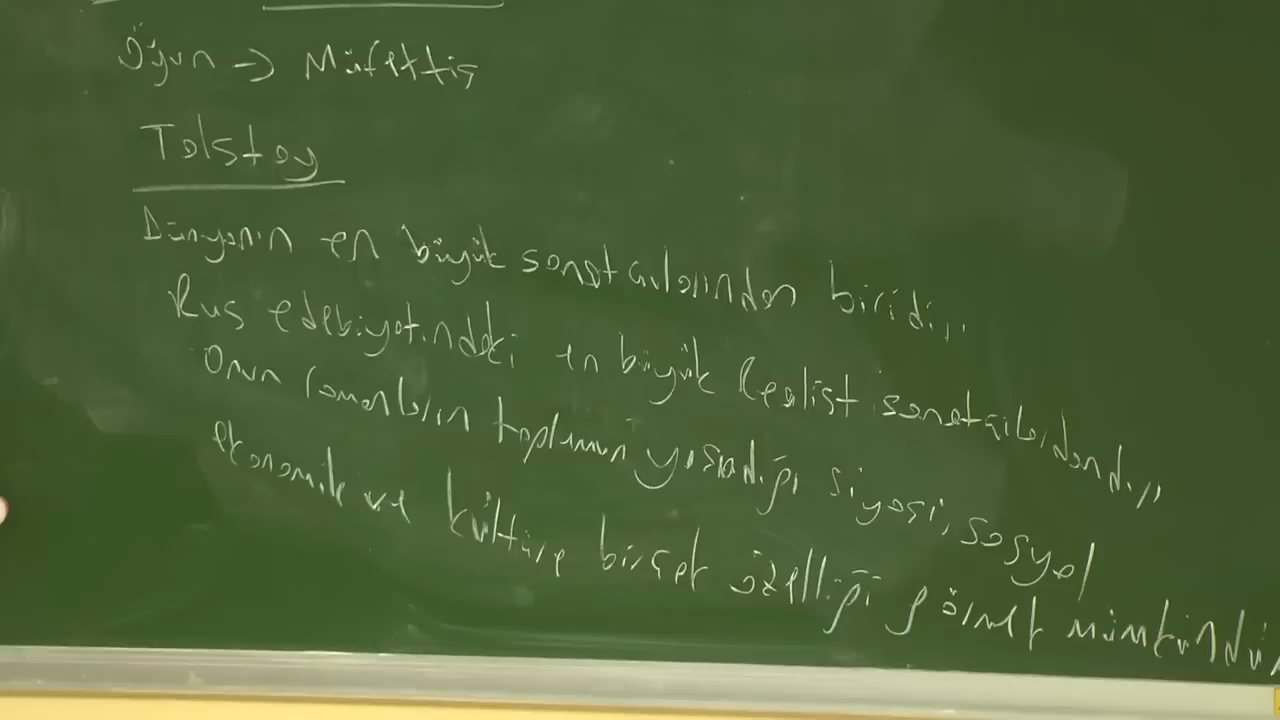 Oyun → Müfettiş
Tolstoy
Dünyanın en büyük sanatçılarından biridir.
Rus edebiyatındaki en büyük Realist sanatçılardandır.
Onun romanların toplumun yaşadığı siyasi, sosyal
ekonomik ve kültürel birçok özelliği görmek mümkündür